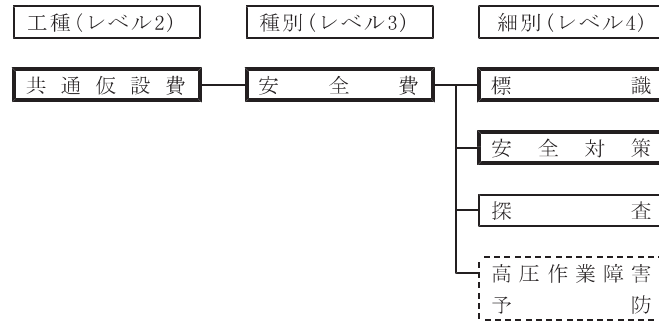 工種(レベル2) 種別(レベル3) 細別(レベル4)
共通仮設費 安全費 標識
安全対策
探査
高圧作業障害
予防